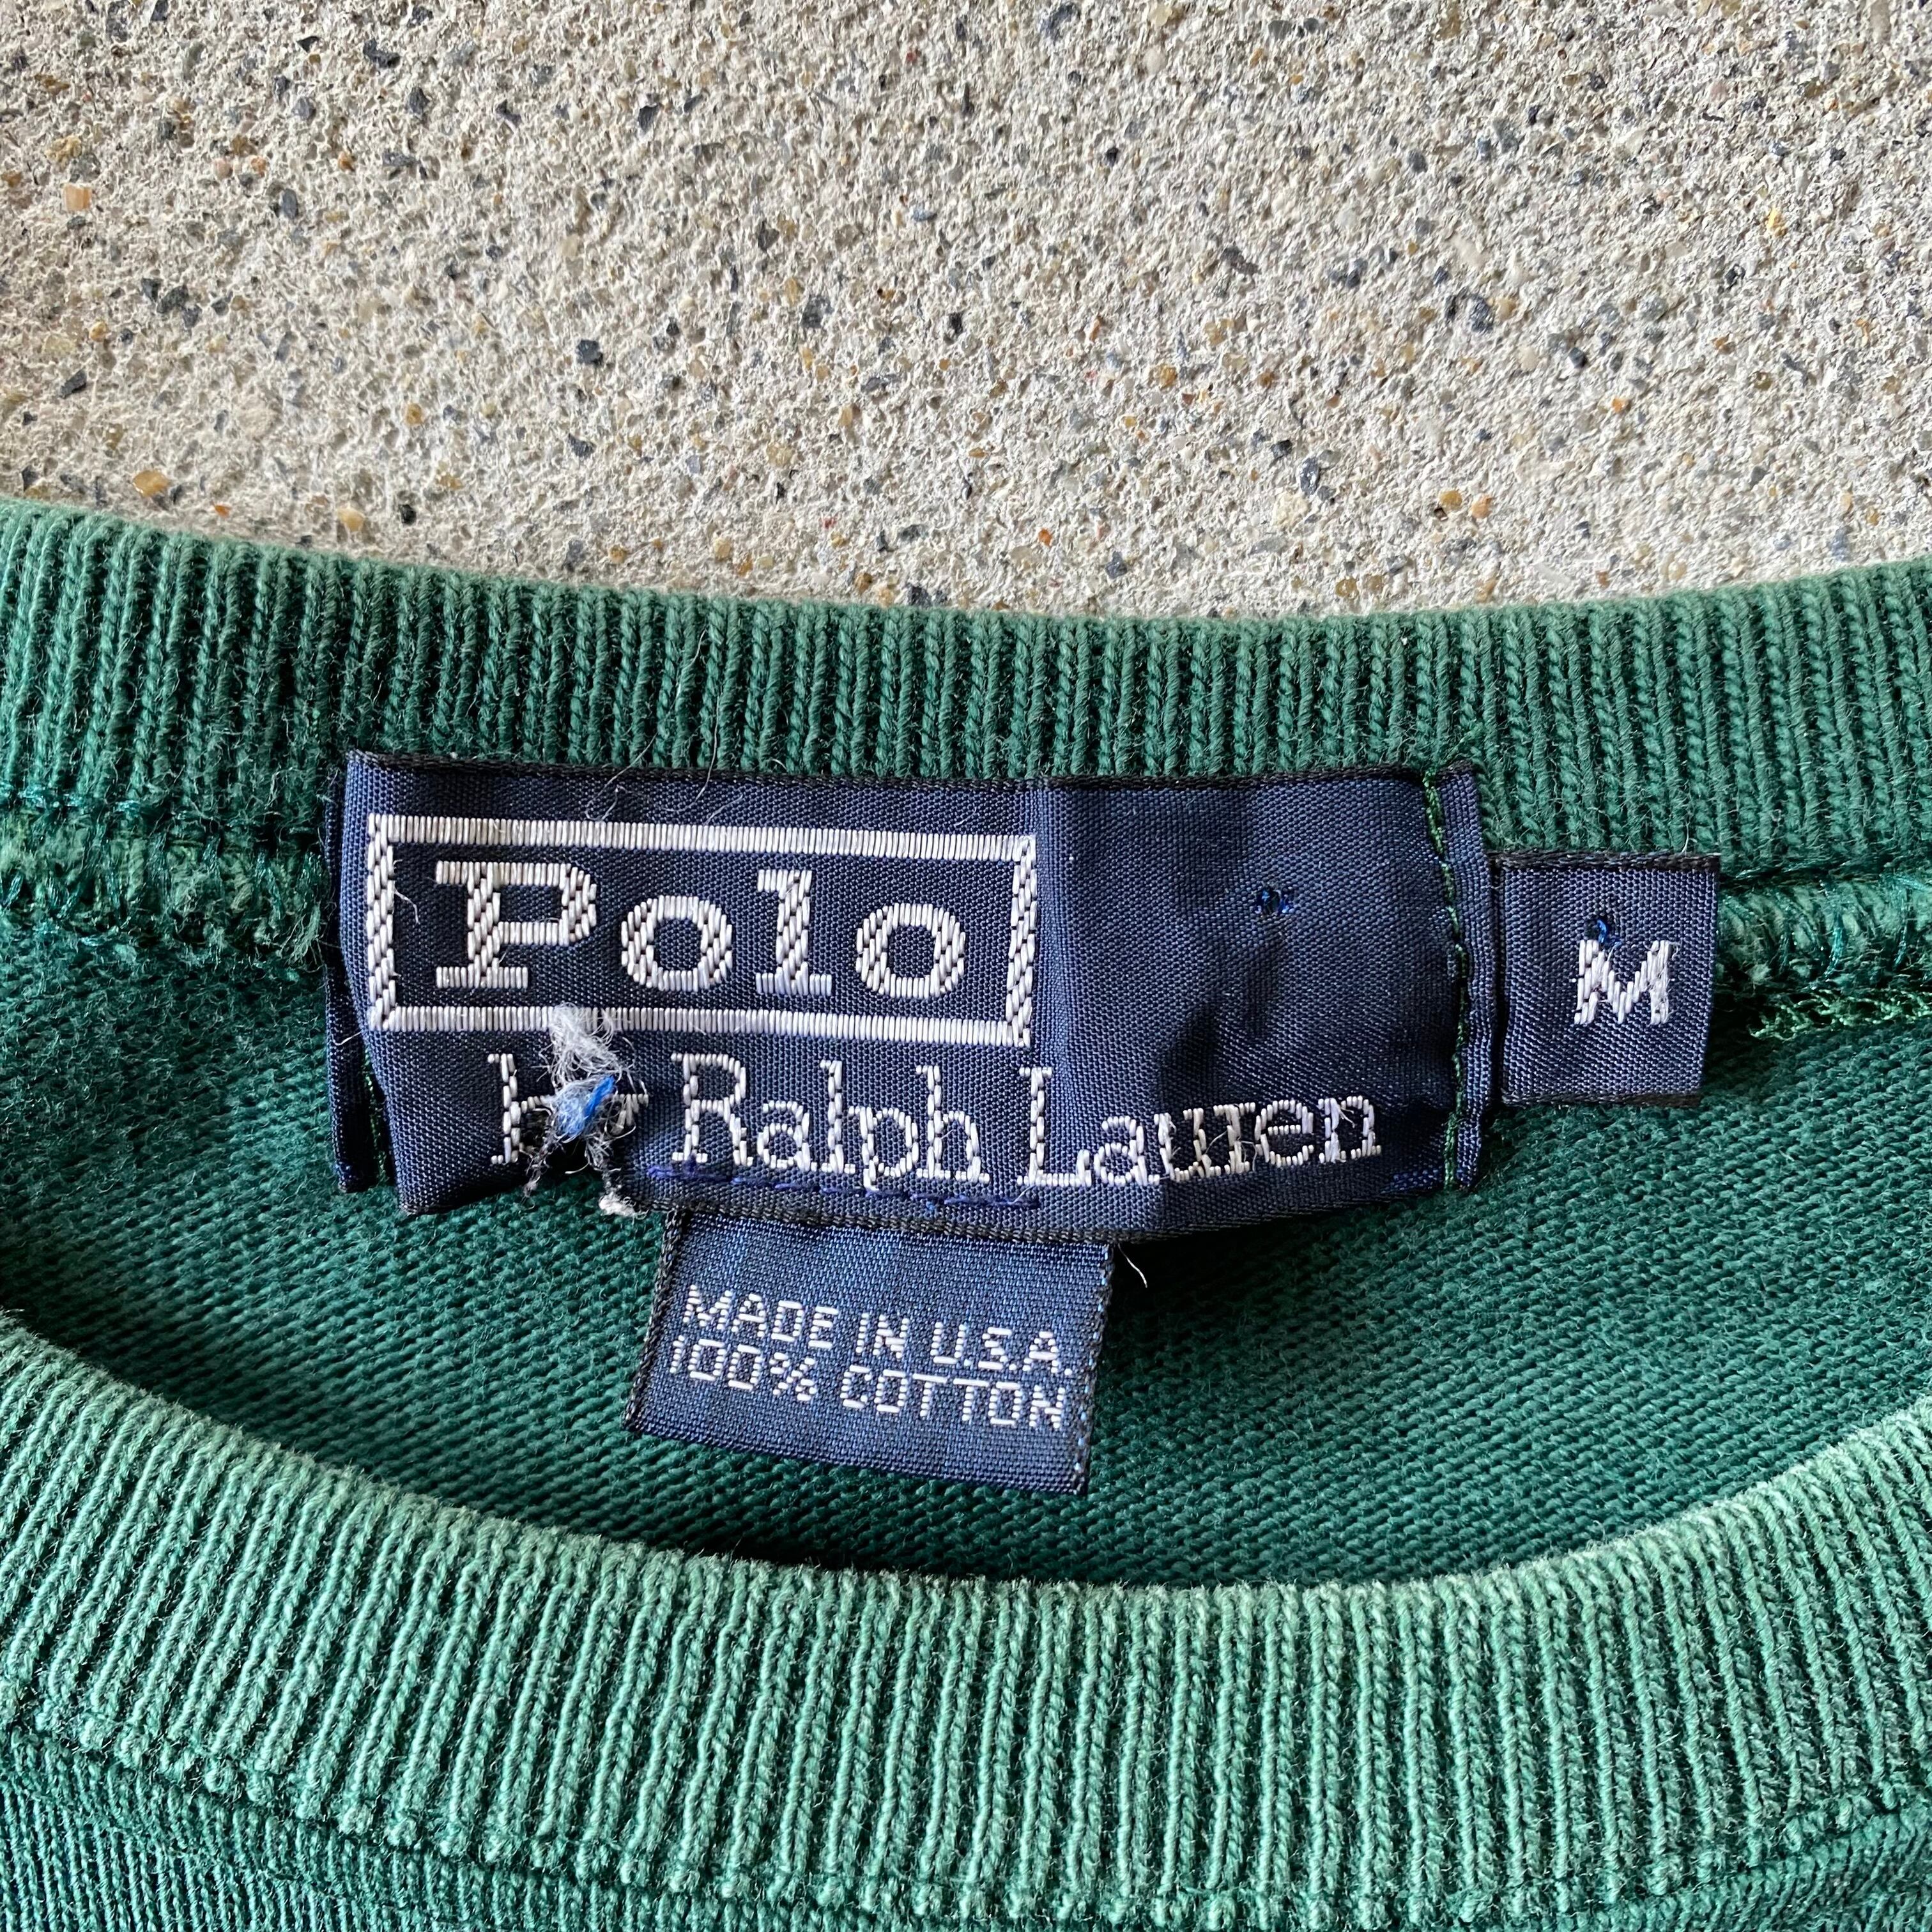 Polo
by Ralph Lauren
M
MADE IN U.S.A.
100% COTTON